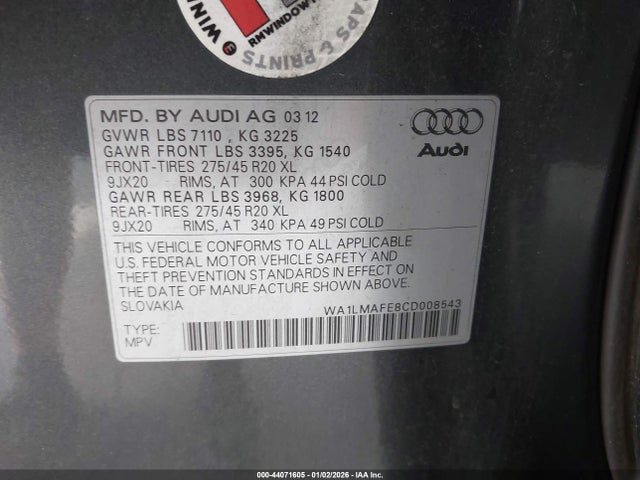 WIN
RMWINDOWT
RAPS & PRINTS
MFD. BY AUDI AG 03 12
GVWR LBS 7110 , KG 3225
GAWR FRONT LBS 3395, KG 1540
FRONT-TIRES 275/45 R20 XL
9JX20 RIMS, AT 300 KPA 44 PSI COLD
GAWR REAR LBS 3968, KG 1800
REAR-TIRES 275/45 R20 XL
9JX20 RIMS, AT 340 KPA 49 PSI COLD
THIS VEHICLE CONFORMS TO ALL APPLICABLE
U.S. FEDERAL MOTOR VEHICLE SAFETY AND
THEFT PREVENTION STANDARDS IN EFFECT ON
THE DATE OF MANUFACTURE SHOWN ABOVE.
SLOVAKIA
WA1LMAFE8CD008543
TYPE:
MPV
Audi
000-44071605 - 01/02/2026 - IAA Inc.